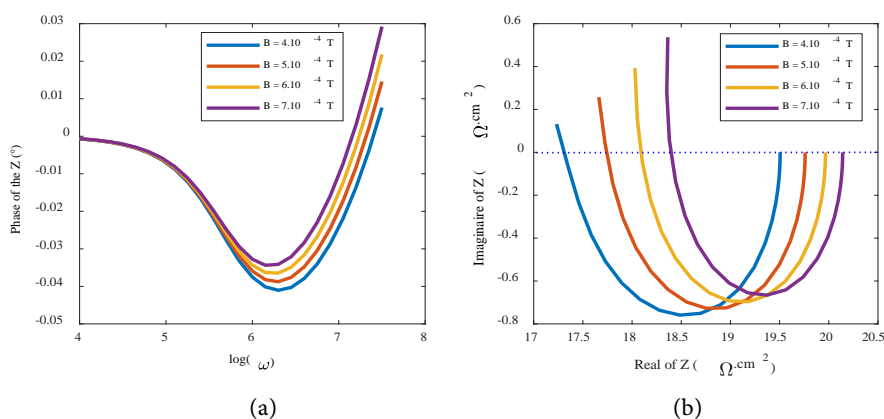 0.03
0.02
0.01
0
-0.01
-0.02
-0.03
-0.04
-0.05
4
5
6
7
8
Phase of the Z (°)
log( ω)
B = 4.10 -4 T
B = 5.10 -4 T
B = 6.10 -4 T
B = 7.10 -4 T
(a)
0.6
0.4
0.2
0
-0.2
-0.4
-0.6
-0.8
17
17.5
18
18.5
19
19.5
20
20.5
Imaginaire of Z ( Ω.cm 2 )
Real of Z ( Ω.cm 2 )
B = 4.10 -4 T
B = 5.10 -4 T
B = 6.10 -4 T
B = 7.10 -4 T
(b)